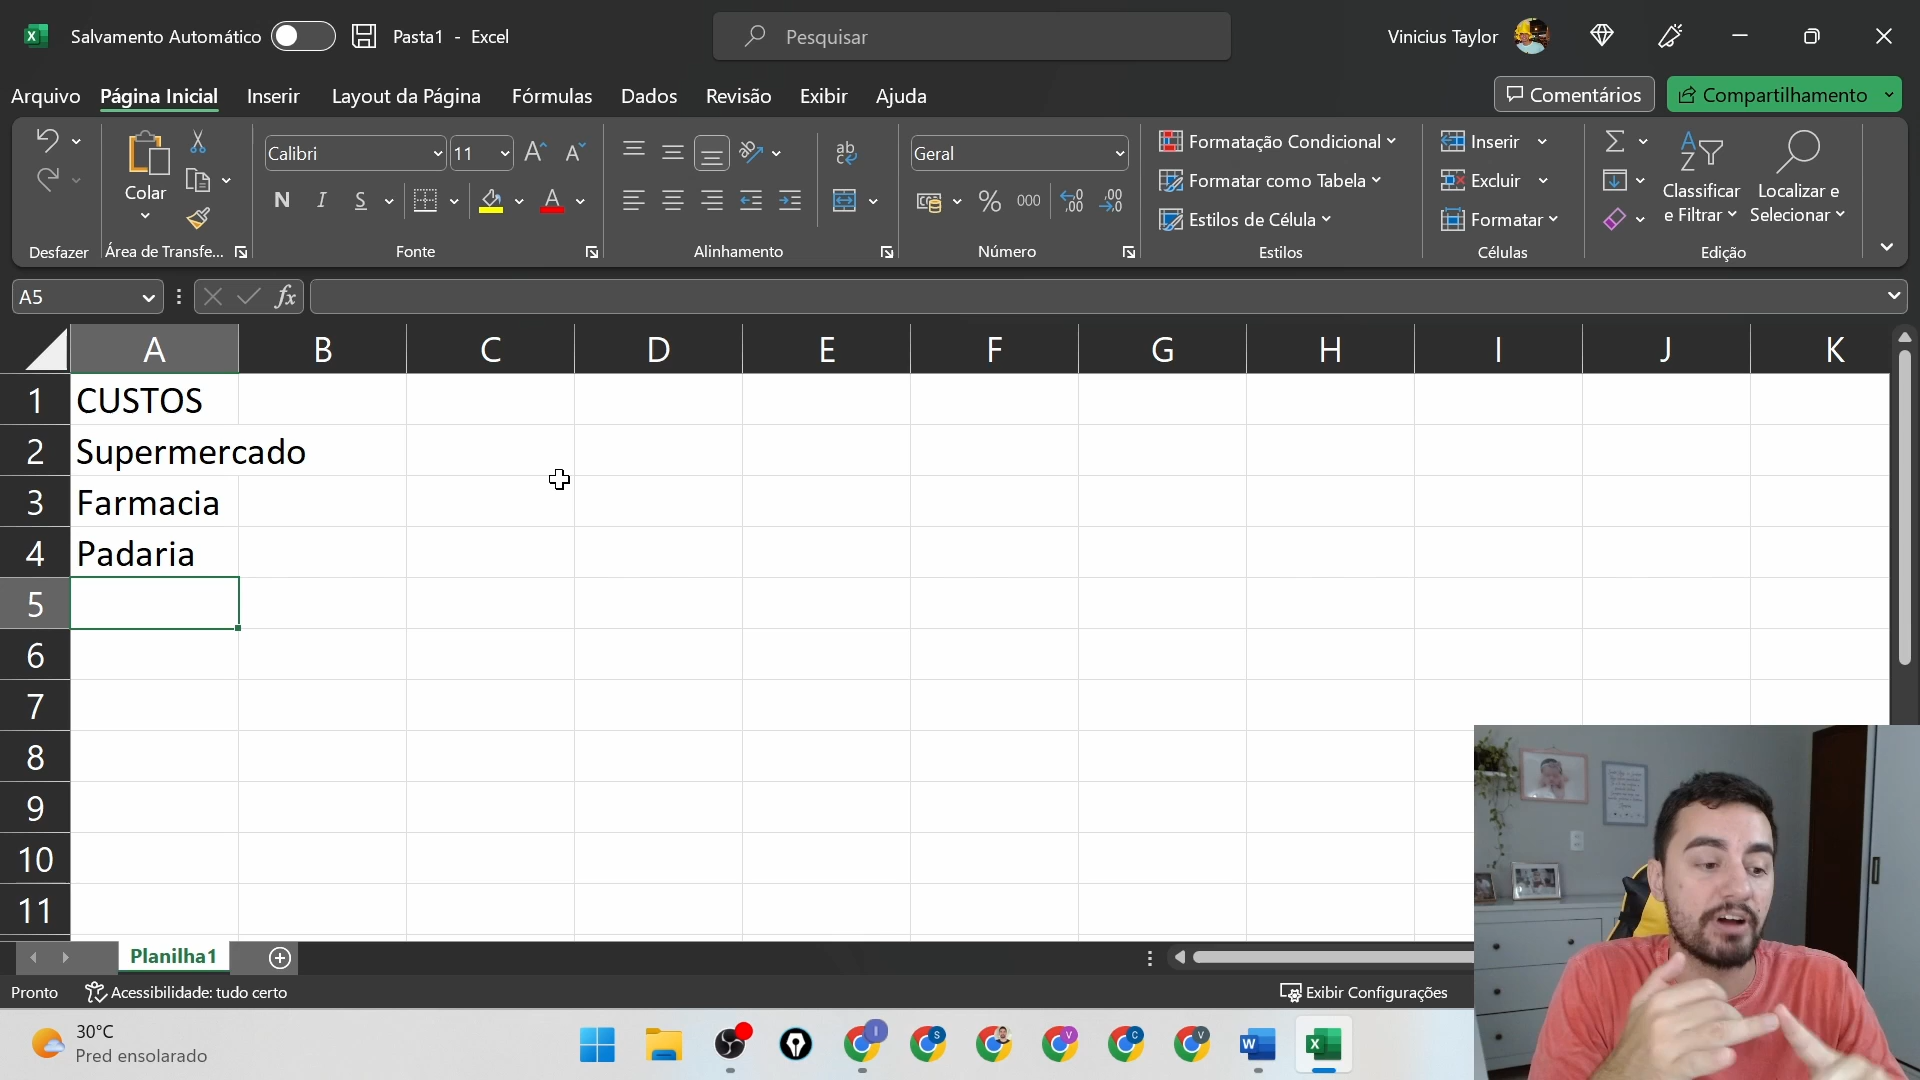 Salvamento Automático
Pasta1 - Excel
Pesquisar
Vinicius Taylor
Arquivo Página Inicial Inserir Layout da Página Fórmulas Dados Revisão Exibir Ajuda
Comentários
Compartilhamento
Colar
Calibri 11
N I S
ab
Geral
% 000
Formatação Condicional
Formatar como Tabela
Estilos de Célula
Inserir
Excluir
Formatar
Classificar e Filtrar
Localizar e Selecionar
Desfazer Área de Transfe... Fonte Alinhamento Número Estilos Células Edição
A5
fx
A B C D E F G H I J K
1 CUSTOS
2 Supermercado
3 Farmacia
4 Padaria
5
6
7
8
9
10
11
Planilha1
Pronto Acessibilidade: tudo certo
Exibir Configurações
30°C
Pred ensolarado